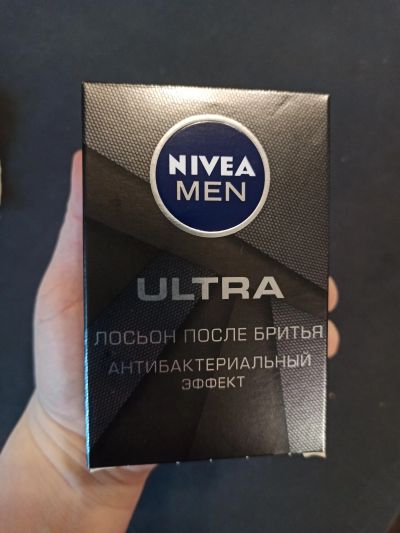 NIVEA
MEN
ULTRA
ЛОСЬОН ПОСЛЕ БРИТЬЯ
АНТИБАКТЕРИАЛЬНЫЙ
ЭФФЕКТ